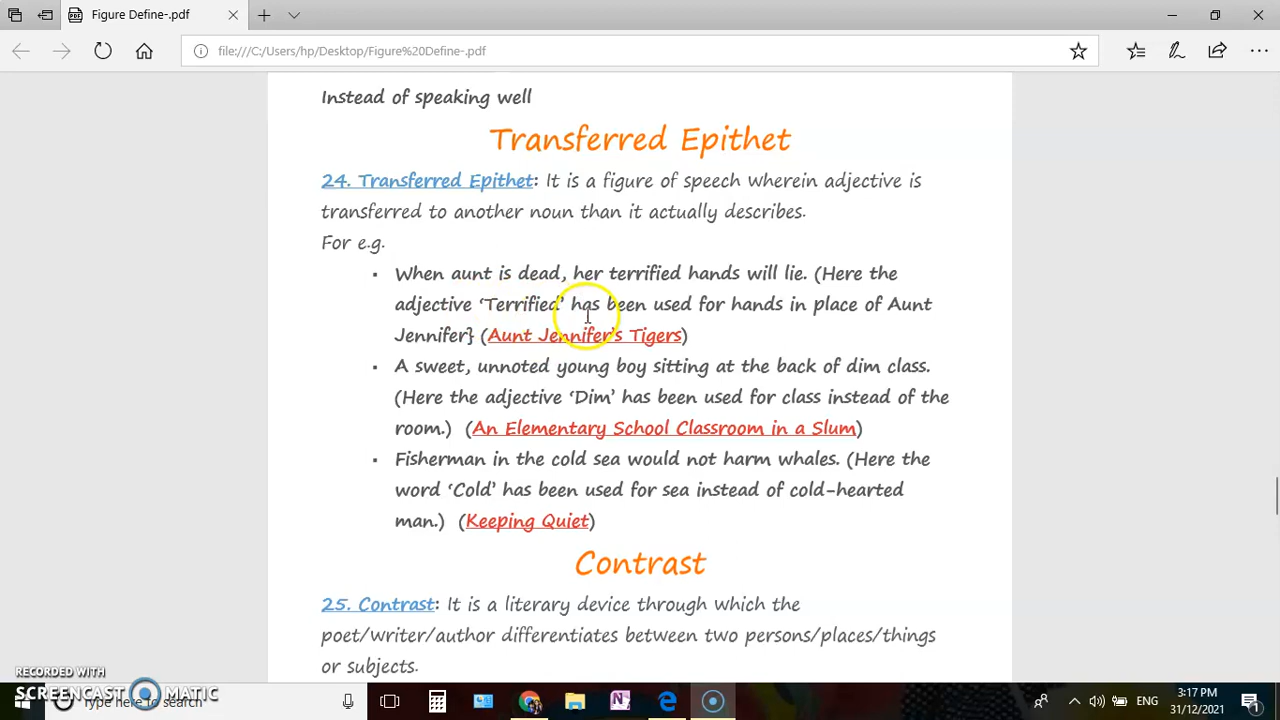 Figure Define-.pdf
file:///C:/Users/hp/Desktop/Figure%20Define-.pdf
Instead of speaking well
Transferred Epithet
24. Transferred Epithet: It is a figure of speech wherein adjective is
transferred to another noun than it actually describes.
For e.g.
▪ When aunt is dead, her terrified hands will lie. (Here the
adjective ‘Terrified’ has been used for hands in place of Aunt
Jennifer} (Aunt Jennifer's Tigers)
▪ A sweet, unnoted young boy sitting at the back of dim class.
(Here the adjective ‘Dim’ has been used for class instead of the
room.) (An Elementary School Classroom in a Slum)
▪ Fisherman in the cold sea would not harm whales. (Here the
word ‘Cold’ has been used for sea instead of cold-hearted
man.) (Keeping Quiet)
Contrast
25. Contrast: It is a literary device through which the
poet/writer/author differentiates between two persons/places/things
or subjects.
RECORDED WITH
SCREENCAST MATIC
Type here to search
ENG
3:17 PM
31/12/2021
1